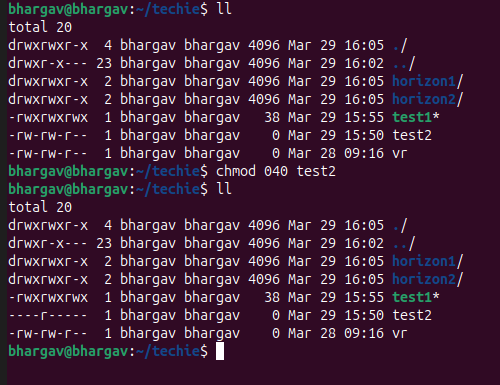 bhargav@bhargav:~/techie$ ll
total 20
drwxrwxr-x  4 bhargav bhargav 4096 Mar 29 16:05 ./
drwxr-x--- 23 bhargav bhargav 4096 Mar 29 16:02 ../
drwxrwxr-x  2 bhargav bhargav 4096 Mar 29 16:05 horizon1/
drwxrwxr-x  2 bhargav bhargav 4096 Mar 29 16:05 horizon2/
-rwxrwxrwx  1 bhargav bhargav   38 Mar 29 15:55 test1*
-rw-rw-r--  1 bhargav bhargav    0 Mar 29 15:50 test2
-rw-rw-r--  1 bhargav bhargav    0 Mar 28 09:16 vr
bhargav@bhargav:~/techie$ chmod 040 test2
bhargav@bhargav:~/techie$ ll
total 20
drwxrwxr-x  4 bhargav bhargav 4096 Mar 29 16:05 ./
drwxr-x--- 23 bhargav bhargav 4096 Mar 29 16:02 ../
drwxrwxr-x  2 bhargav bhargav 4096 Mar 29 16:05 horizon1/
drwxrwxr-x  2 bhargav bhargav 4096 Mar 29 16:05 horizon2/
-rwxrwxrwx  1 bhargav bhargav   38 Mar 29 15:55 test1*
----r-----  1 bhargav bhargav    0 Mar 29 15:50 test2
-rw-rw-r--  1 bhargav bhargav    0 Mar 28 09:16 vr
bhargav@bhargav:~/techie$